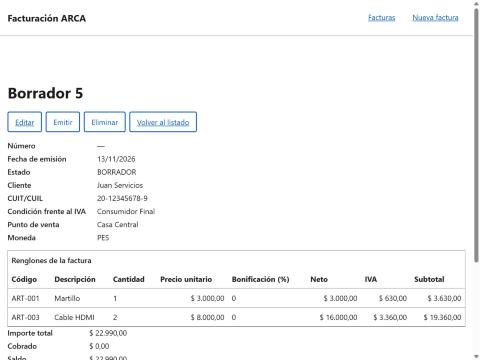 Facturación ARCA
Facturas
Nueva factura
Borrador 5
Editar
Emitir
Eliminar
Volver al listado
Número —
Fecha de emisión 13/11/2026
Estado BORRADOR
Cliente Juan Servicios
CUIT/CUIL 20-12345678-9
Condición frente al IVA Consumidor Final
Punto de venta Casa Central
Moneda PES
Renglones de la factura
Código Descripción Cantidad Precio unitario Bonificación (%) Neto IVA Subtotal
ART-001 Martillo 1 $ 3.000,00 0 $ 3.000,00 $ 630,00 $ 3.630,00
ART-003 Cable HDMI 2 $ 8.000,00 0 $ 16.000,00 $ 3.360,00 $ 19.360,00
Importe total $ 22.990,00
Cobrado $ 0,00
Saldo $ 22.990,00